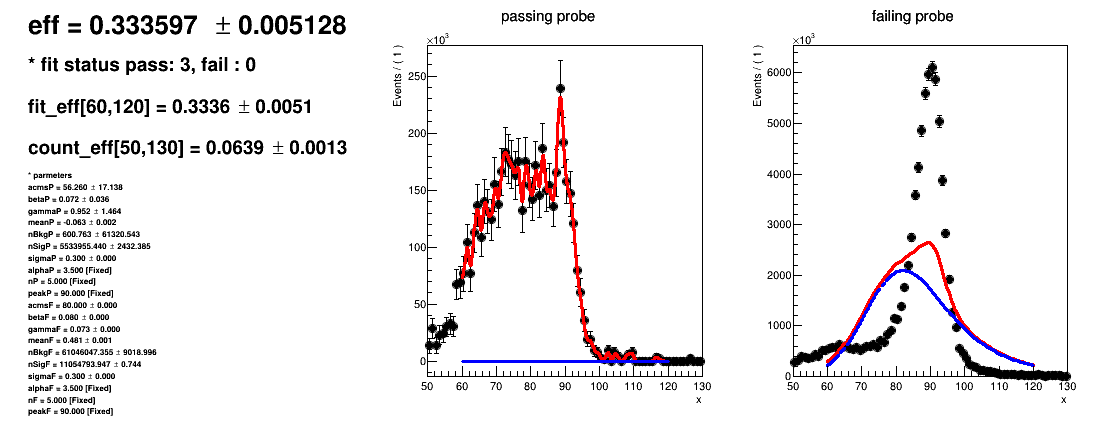 eff = 0.333597 ± 0.005128
* fit status pass: 3, fail : 0
fit_eff[60,120] = 0.3336 ± 0.0051
count_eff[50,130] = 0.0639 ± 0.0013
* parmeters
acmsP = 56.260 ± 17.138
betaP = 0.072 ± 0.036
gammaP = 0.952 ± 1.464
meanP = -0.063 ± 0.002
nBkgP = 600.763 ± 61320.543
nSigP = 5533955.440 ± 2432.385
sigmaP = 0.300 ± 0.000
alphaP = 3.500 [Fixed]
nP = 5.000 [Fixed]
peakP = 90.000 [Fixed]
acmsF = 80.000 ± 0.000
betaF = 0.080 ± 0.000
gammaF = 0.073 ± 0.000
meanF = 0.481 ± 0.001
nBkgF = 61046047.355 ± 9018.996
nSigF = 11054793.947 ± 0.744
sigmaF = 0.300 ± 0.000
alphaF = 3.500 [Fixed]
nF = 5.000 [Fixed]
peakF = 90.000 [Fixed]
passing probe
×10³
Events / ( 1 )
250
200
150
100
50
0
50 60 70 80 90 100 110 120 130
x
failing probe
×10³
Events / ( 1 )
6000
5000
4000
3000
2000
1000
0
50 60 70 80 90 100 110 120 130
x